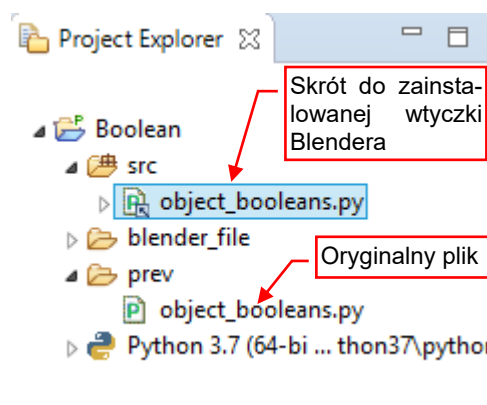 Project Explorer
Skrót do zainsta-
lowanej wtyczki
Blendera
Boolean
src
object_booleans.py
blender_file
Oryginalny plik
prev
object_booleans.py
Python 3.7 (64-bi ... thon37\python